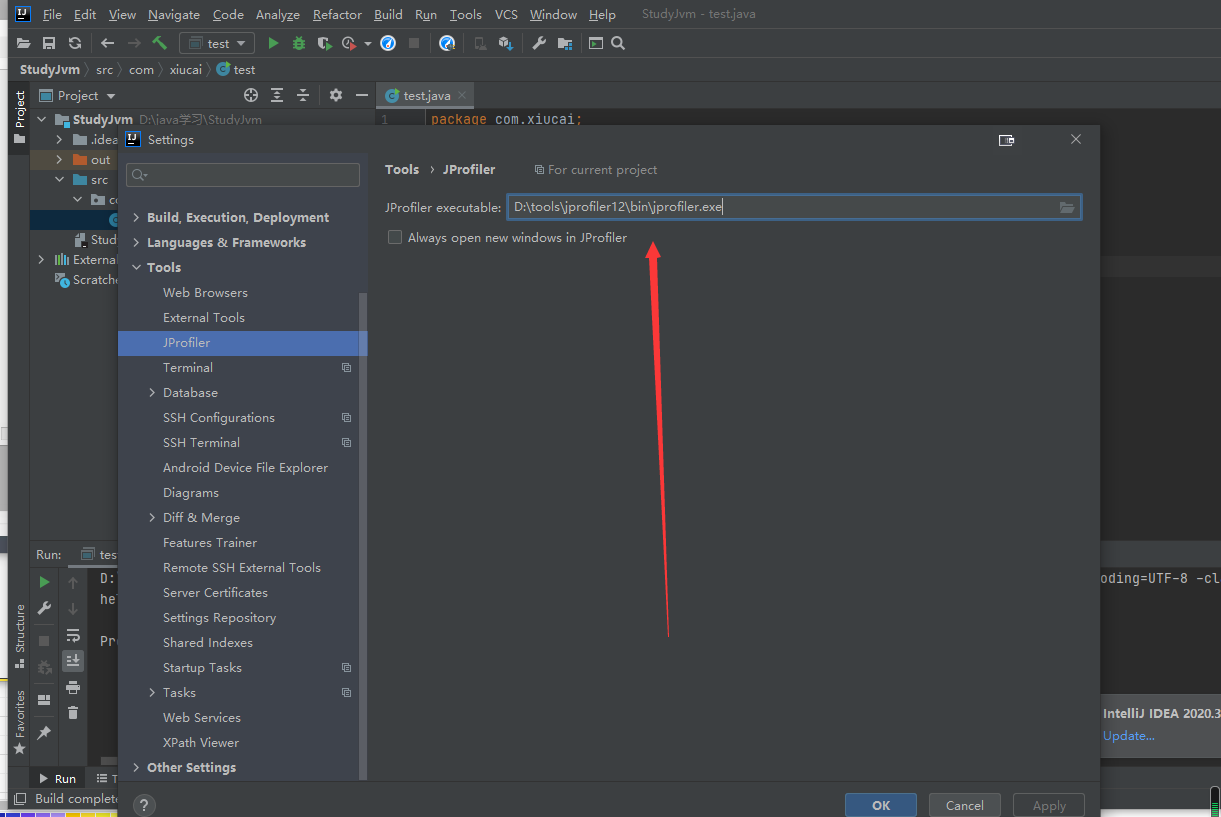 File Edit View Navigate Code Analyze Refactor Build Run Tools VCS Window Help StudyJvm - test.java
test
StudyJvm src com xiucai test
Project
Project
test.java
StudyJvm D:\java学习\StudyJvm
1 package com.xiucai;
.idea
out
src
Settings
Tools › JProfiler For current project
JProfiler executable: D:\tools\jprofiler12\bin\jprofiler.exe
Always open new windows in JProfiler
Build, Execution, Deployment
Languages & Frameworks
Tools
Web Browsers
External Tools
JProfiler
Terminal
Database
SSH Configurations
SSH Terminal
Android Device File Explorer
Diagrams
Diff & Merge
Features Trainer
Remote SSH External Tools
Server Certificates
Settings Repository
Shared Indexes
Startup Tasks
Tasks
Web Services
XPath Viewer
Other Settings
?
OK Cancel Apply
Run:
D:
oding=UTF-8 -cl
Structure
Favorites
IntelliJ IDEA 2020.3
Update...
Run
Build complete